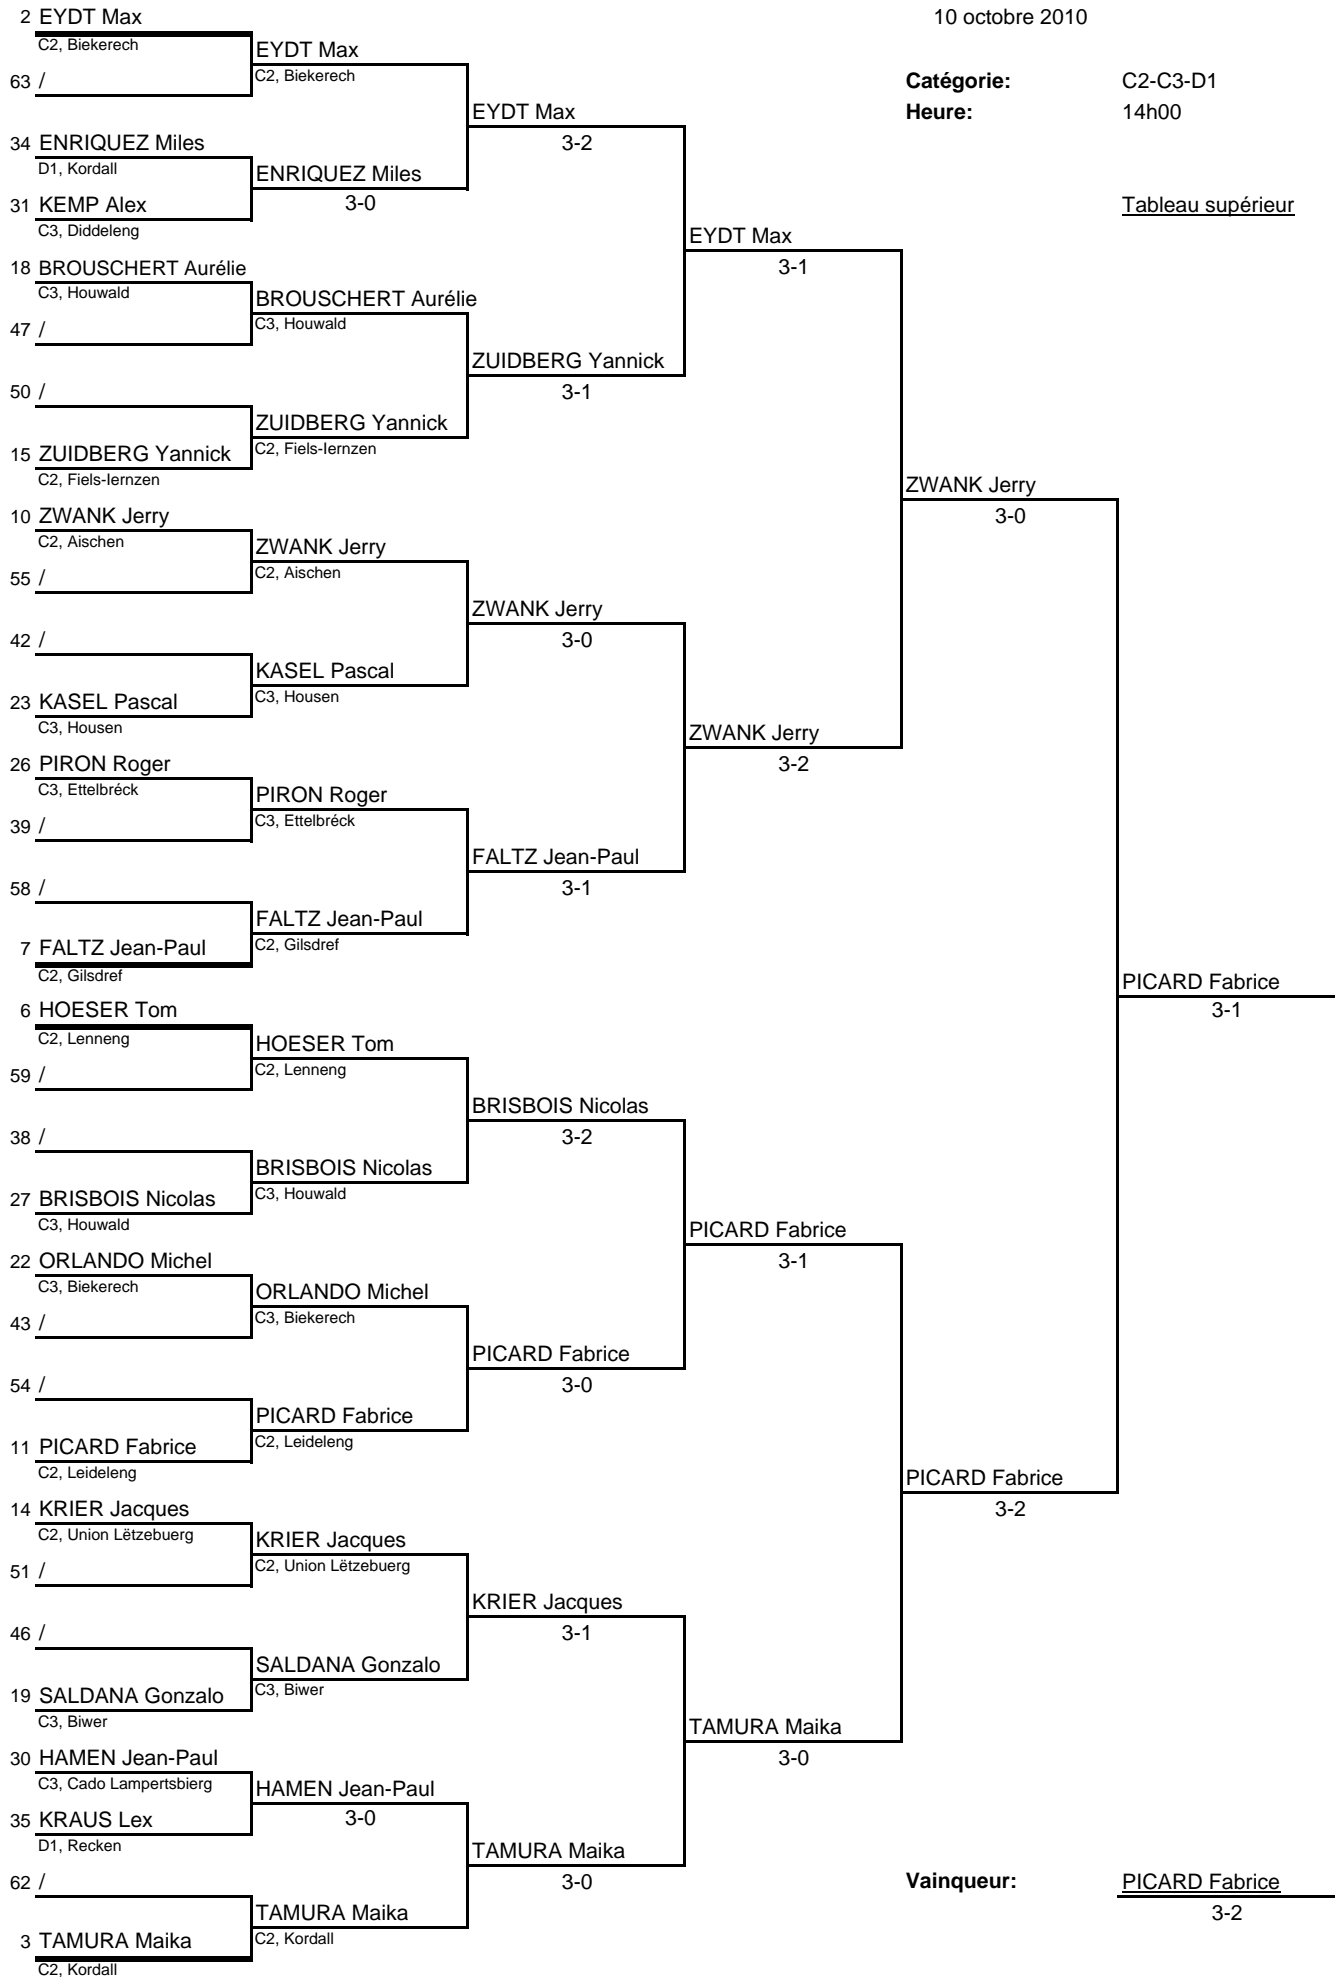 2 EYDT Max
10 octobre 2010
C2, Biekerech
EYDT Max
63 /
C2, Biekerech
Catégorie: C2-C3-D1
EYDT Max
Heure: 14h00
34 ENRIQUEZ Miles
3-2
D1, Kordall
ENRIQUEZ Miles
31 KEMP Alex
3-0
Tableau supérieur
C3, Diddeleng
EYDT Max
18 BROUSCHERT Aurélie
3-1
C3, Houwald
BROUSCHERT Aurélie
47 /
C3, Houwald
ZUIDBERG Yannick
50 /
3-1
ZUIDBERG Yannick
15 ZUIDBERG Yannick
C2, Fiels-Iernzen
C2, Fiels-Iernzen
ZWANK Jerry
10 ZWANK Jerry
3-0
C2, Aischen
ZWANK Jerry
55 /
C2, Aischen
ZWANK Jerry
42 /
3-0
KASEL Pascal
23 KASEL Pascal
C3, Housen
C3, Housen
ZWANK Jerry
26 PIRON Roger
3-2
C3, Ettelbréck
PIRON Roger
39 /
C3, Ettelbréck
FALTZ Jean-Paul
58 /
3-1
FALTZ Jean-Paul
7 FALTZ Jean-Paul
C2, Gilsdref
C2, Gilsdref
PICARD Fabrice
6 HOESER Tom
3-1
C2, Lenneng
HOESER Tom
59 /
C2, Lenneng
BRISBOIS Nicolas
38 /
3-2
BRISBOIS Nicolas
27 BRISBOIS Nicolas
C3, Houwald
C3, Houwald
PICARD Fabrice
22 ORLANDO Michel
3-1
C3, Biekerech
ORLANDO Michel
43 /
C3, Biekerech
PICARD Fabrice
54 /
3-0
PICARD Fabrice
11 PICARD Fabrice
C2, Leideleng
C2, Leideleng
PICARD Fabrice
14 KRIER Jacques
3-2
C2, Union Lëtzebuerg
KRIER Jacques
51 /
C2, Union Lëtzebuerg
KRIER Jacques
46 /
3-1
SALDANA Gonzalo
19 SALDANA Gonzalo
C3, Biwer
C3, Biwer
TAMURA Maika
30 HAMEN Jean-Paul
3-0
C3, Cado Lampertsbierg
HAMEN Jean-Paul
35 KRAUS Lex
3-0
D1, Recken
TAMURA Maika
62 /
3-0
Vainqueur: PICARD Fabrice
TAMURA Maika
3-2
3 TAMURA Maika
C2, Kordall
C2, Kordall